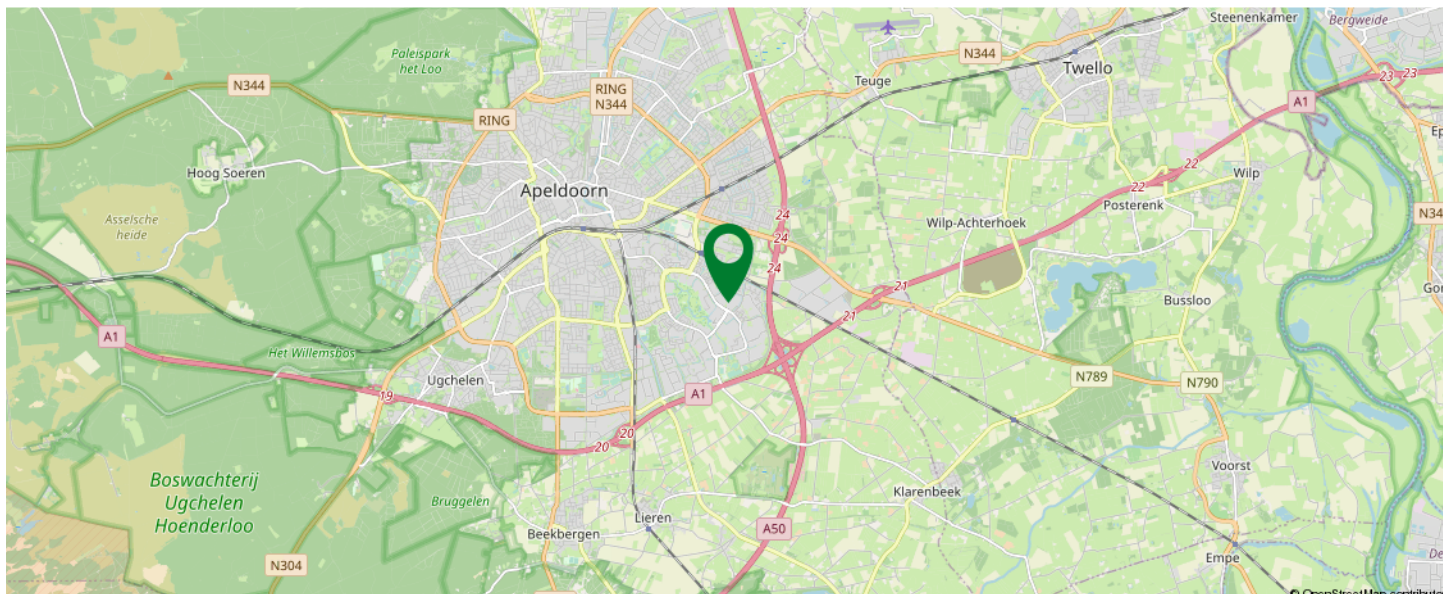 Steenenkamer
Bergweide
Paleispark
het Loo
N344
Twello
RING
N344
Teuge
N344
A1
23
23
RING
Hoog Soeren
22
22
Wilp
Apeldoorn
Posterenk
Asselsche
heide
24
24
24
Wilp-Achterhoek
21
21
Bussloo
A1
Het Willemsbos
Ugchelen
19
A1
N789
N790
20
20
Boswachterij
Ugchelen
Hoenderloo
Bruggelen
Beekbergen
Lieren
Klarenbeek
Voorst
A50
N304
Empe